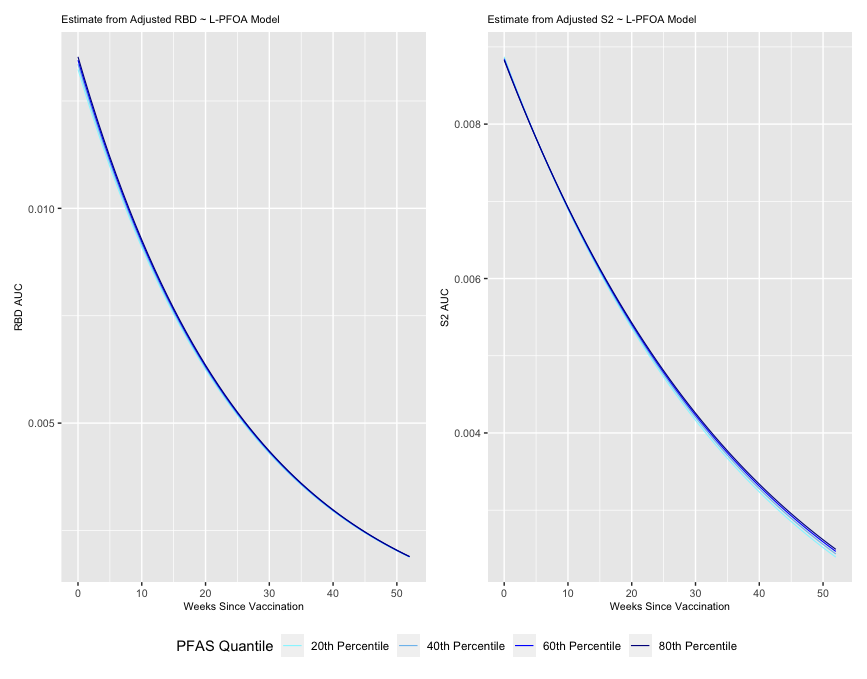 Estimate from Adjusted RBD ~ L-PFOA Model
RBD AUC
0.010
0.005
0 10 20 30 40 50
Weeks Since Vaccination
Estimate from Adjusted S2 ~ L-PFOA Model
S2 AUC
0.008
0.006
0.004
0 10 20 30 40 50
Weeks Since Vaccination
PFAS Quantile 20th Percentile 40th Percentile 60th Percentile 80th Percentile